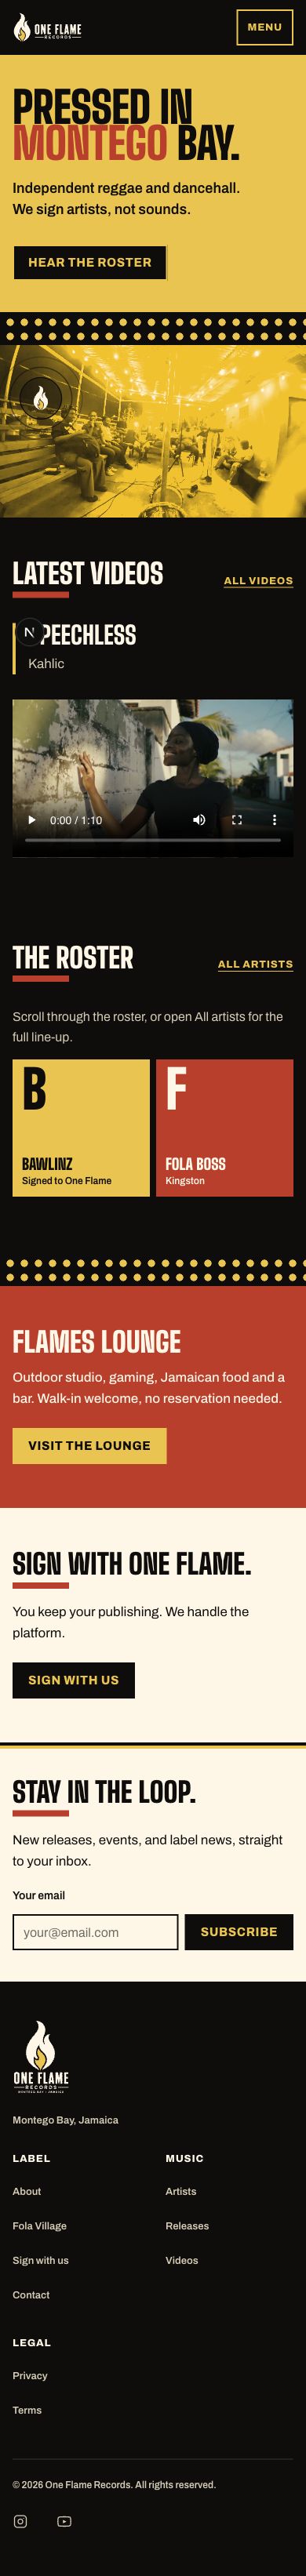 ONE FLAME
RECORDS
MENU
PRESSED IN
MONTEGO BAY.
Independent reggae and dancehall.
We sign artists, not sounds.
HEAR THE ROSTER
LATEST VIDEOS
ALL VIDEOS
N
PEECHLESS
Kahlic
0:00 / 1:10
THE ROSTER
ALL ARTISTS
Scroll through the roster, or open All artists for the
full line-up.
B
BAWLINZ
Signed to One Flame
F
FOLA BOSS
Kingston
FLAMES LOUNGE
Outdoor studio, gaming, Jamaican food and a
bar. Walk-in welcome, no reservation needed.
VISIT THE LOUNGE
SIGN WITH ONE FLAME.
You keep your publishing. We handle the
platform.
SIGN WITH US
STAY IN THE LOOP.
New releases, events, and label news, straight
to your inbox.
Your email
your@email.com
SUBSCRIBE
ONE FLAME
RECORDS
MONTEGO BAY, JAMAICA
Montego Bay, Jamaica
LABEL
About
Fola Village
Sign with us
Contact
MUSIC
Artists
Releases
Videos
LEGAL
Privacy
Terms
© 2026 One Flame Records. All rights reserved.